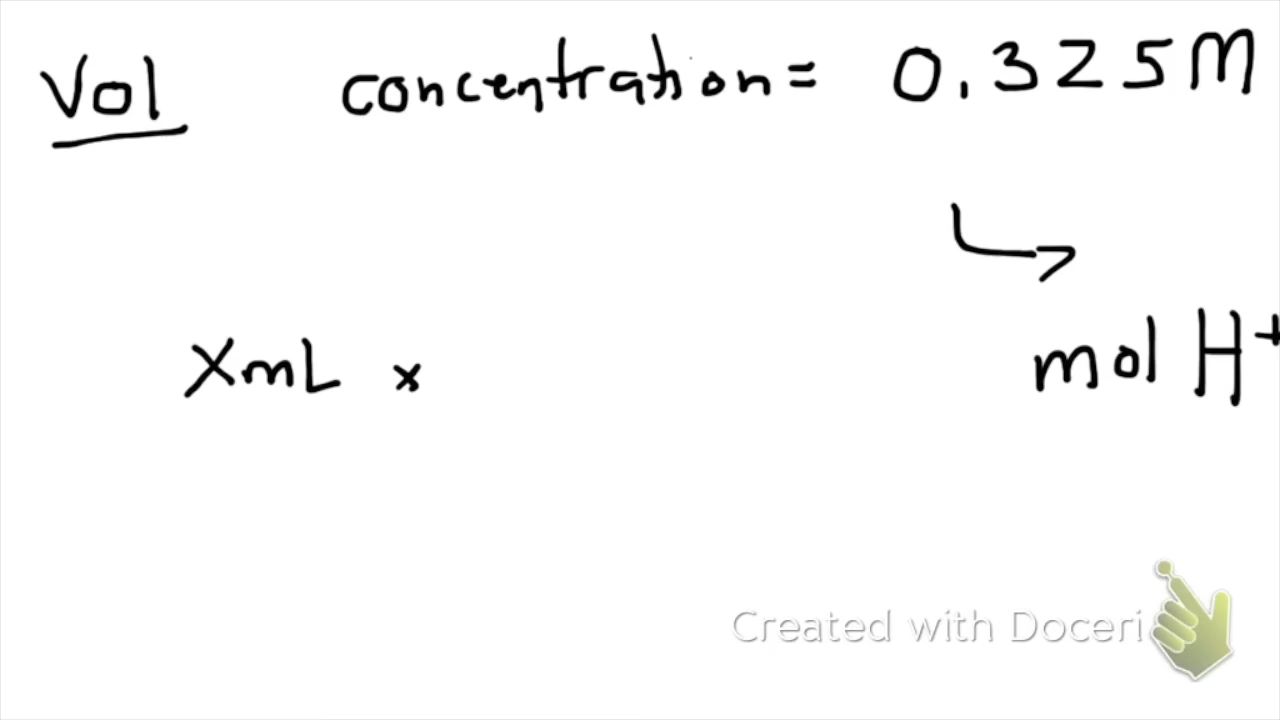 Vol concentration = 0.325M
XmL x mol H+
Created with Doceri